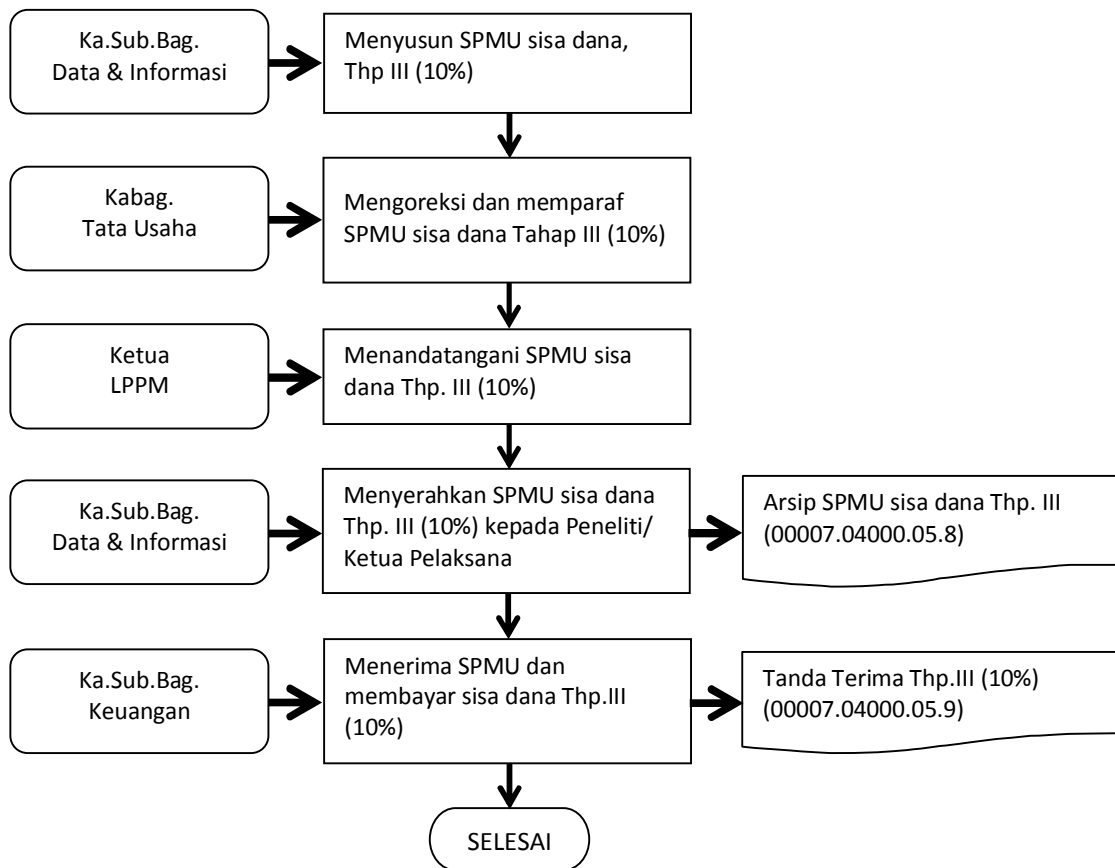 Ka.Sub.Bag.
Data & Informasi
Menyusun SPMU sisa dana,
Thp III (10%)
Kabag.
Tata Usaha
Mengoreksi dan memparaf
SPMU sisa dana Tahap III (10%)
Ketua
LPPM
Menandatangani SPMU sisa
dana Thp. III (10%)
Ka.Sub.Bag.
Data & Informasi
Menyerahkan SPMU sisa dana
Thp. III (10%) kepada Peneliti/
Ketua Pelaksana
Arsip SPMU sisa dana Thp. III
(00007.04000.05.8)
Ka.Sub.Bag.
Keuangan
Menerima SPMU dan
membayar sisa dana Thp.III
(10%)
Tanda Terima Thp.III (10%)
(00007.04000.05.9)
SELESAI